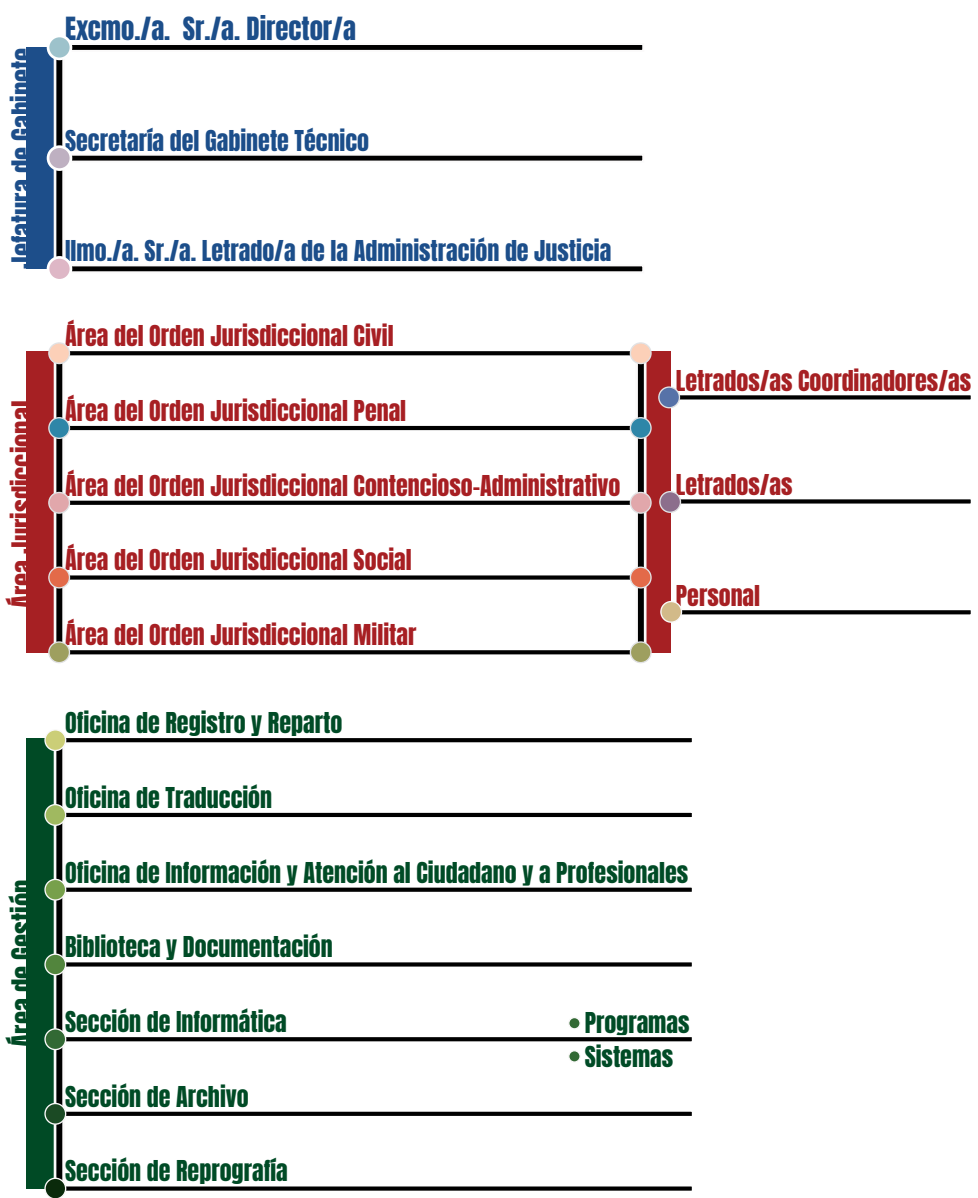 Jefatura de Gabinete
Excmo./a. Sr./a. Director/a
Secretaría del Gabinete Técnico
Ilmo./a. Sr./a. Letrado/a de la Administración de Justicia
Área Jurisdiccional
Área del Orden Jurisdiccional Civil
Área del Orden Jurisdiccional Penal
Área del Orden Jurisdiccional Contencioso-Administrativo
Área del Orden Jurisdiccional Social
Área del Orden Jurisdiccional Militar
Letrados/as Coordinadores/as
Letrados/as
Personal
Área de Gestión
Oficina de Registro y Reparto
Oficina de Traducción
Oficina de Información y Atención al Ciudadano y a Profesionales
Biblioteca y Documentación
Sección de Informática
• Programas
• Sistemas
Sección de Archivo
Sección de Reprografía